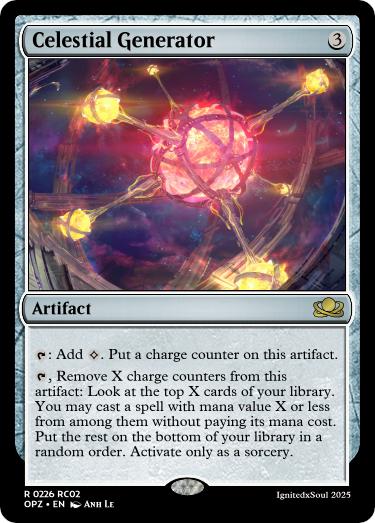 Celestial Generator 3
Artifact
: Add . Put a charge counter on this artifact.
, Remove X charge counters from this
artifact: Look at the top X cards of your library.
You may cast a spell with mana value X or less
from among them without paying its mana cost.
Put the rest on the bottom of your library in a
random order. Activate only as a sorcery.
R 0226 RC02
OPZ • EN Anh Le
IgnitedxSoul 2025